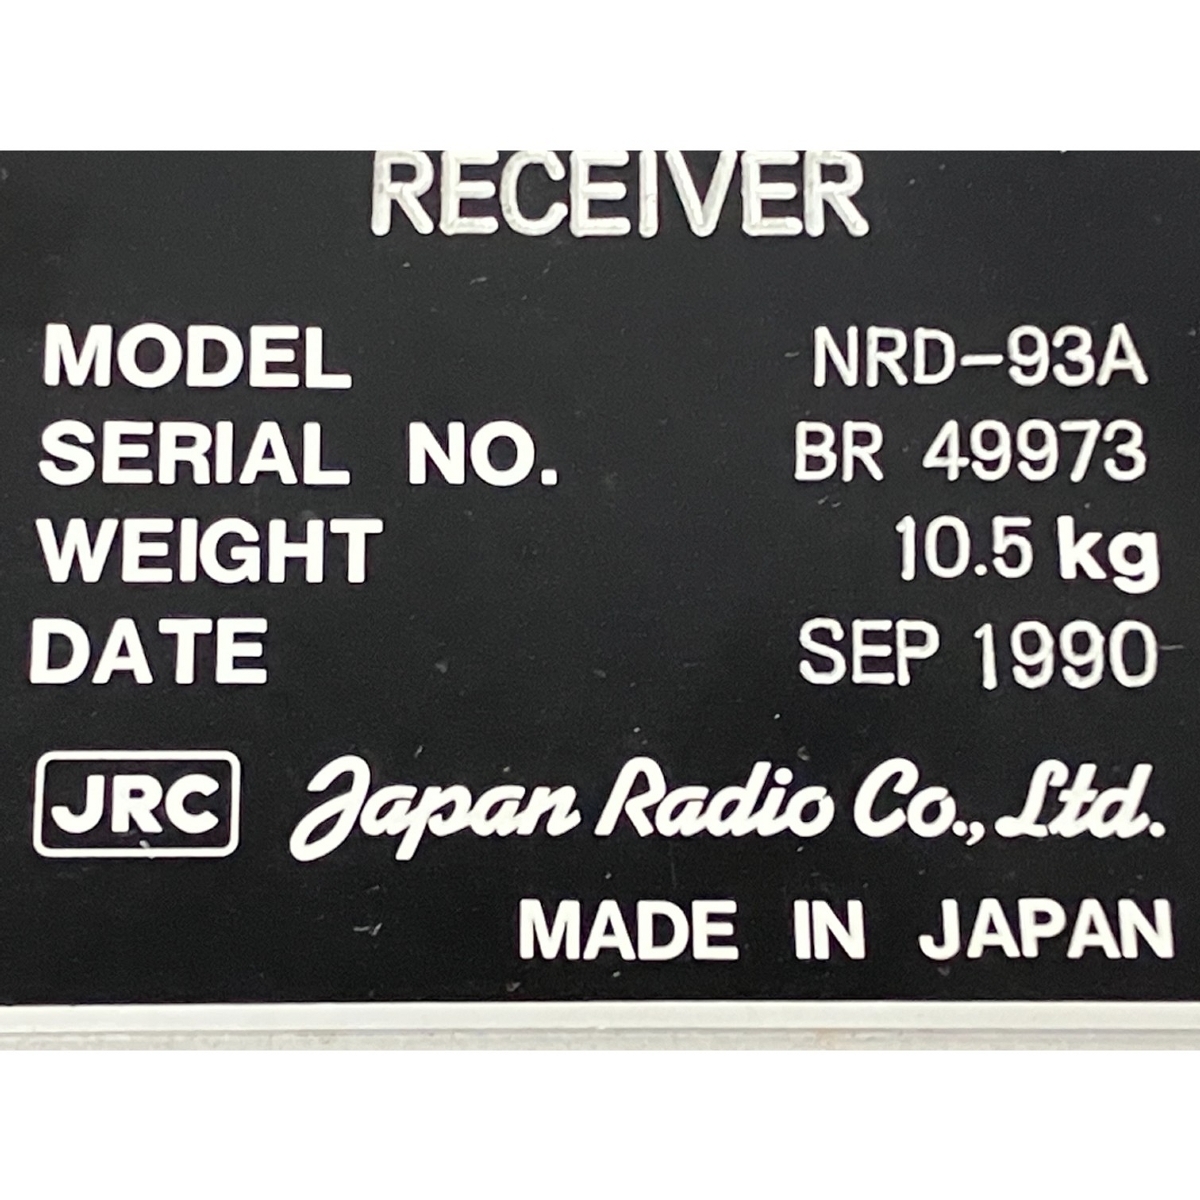 RECEIVER
MODEL NRD-93A
SERIAL NO. BR 49973
WEIGHT 10.5 kg
DATE SEP 1990
JRC Japan Radio Co., Ltd.
MADE IN JAPAN